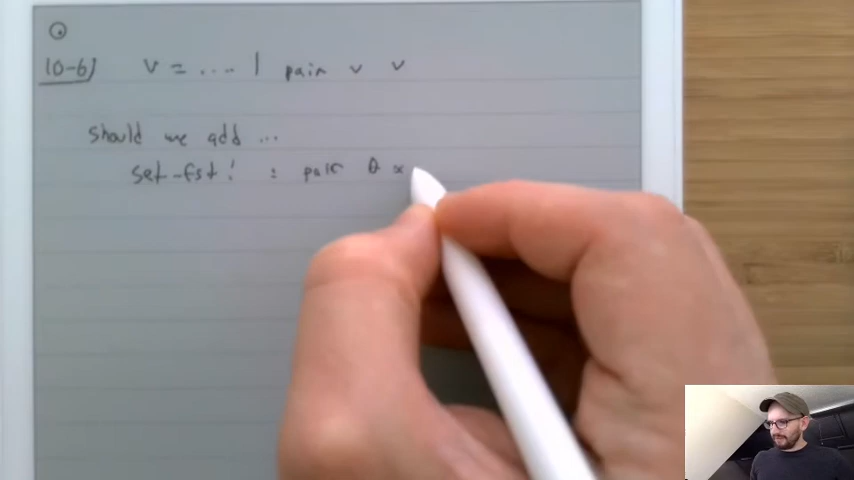 10-6) v = .... | pair v v
should we add ...
set-fst! : pair A x